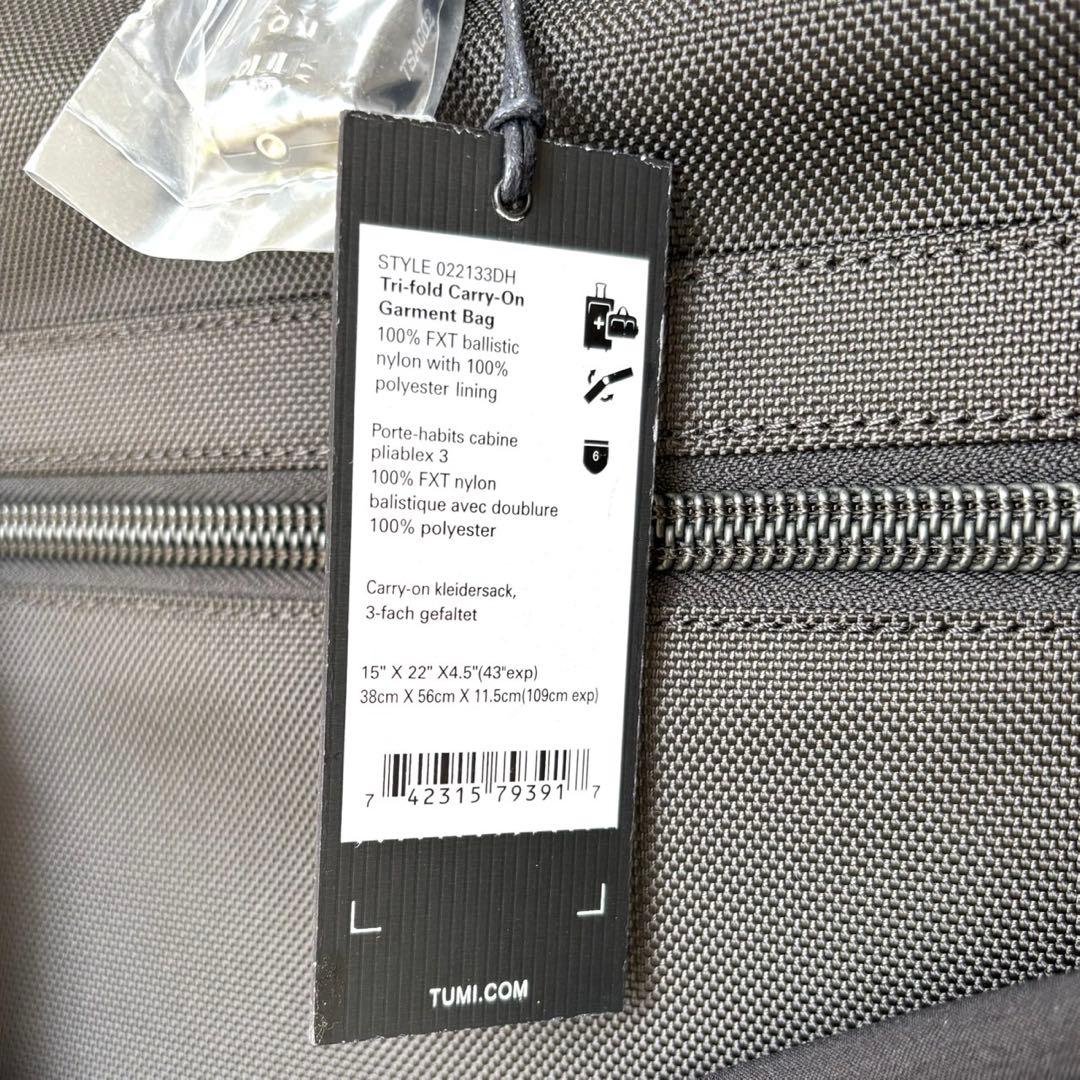 TSA002
STYLE 022133DH
Tri-fold Carry-On
Garment Bag
100% FXT ballistic
nylon with 100%
polyester lining
6
Porte-habits cabine
pliablex 3
100% FXT nylon
balistique avec doublure
100% polyester
Carry-on kleidersack,
3-fach gefaltet
15" X 22" X4.5"(43"exp)
38cm X 56cm X 11.5cm(109cm exp)
7 42315 79391 7
TUMI.COM